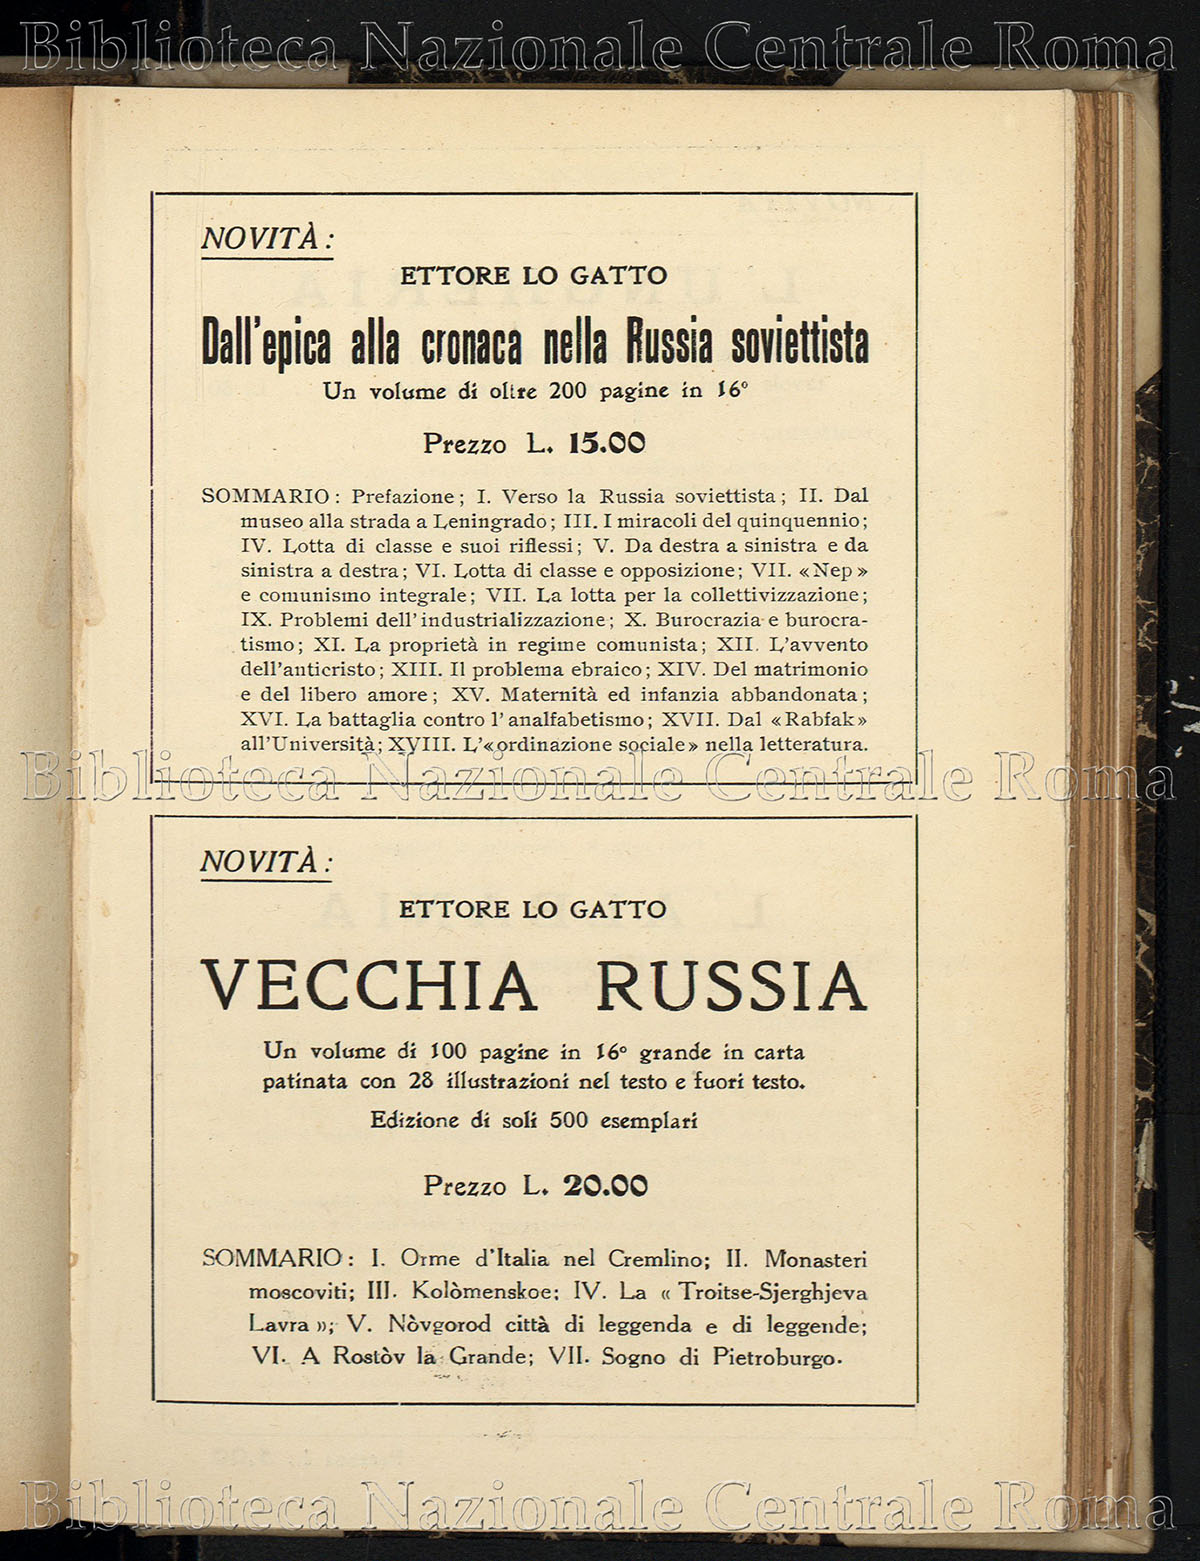 Biblioteca Nazionale Centrale Roma
NOVITÀ:
ETTORE LO GATTO
Dall'epica alla cronaca nella Russia soviettista
Un volume di oltre 200 pagine in 16°
Prezzo L. 15.00
SOMMARIO: Prefazione; I. Verso la Russia soviettista; II. Dal
museo alla strada a Leningrado; III. I miracoli del quinquennio;
IV. Lotta di classe e suoi riflessi; V. Da destra a sinistra e da
sinistra a destra; VI. Lotta di classe e opposizione; VII. «Nep»
e comunismo integrale; VII. La lotta per la collettivizzazione;
IX. Problemi dell'industrializzazione; X. Burocrazia e burocra-
tismo; XI. La proprietà in regime comunista; XII. L'avvento
dell'anticristo; XIII. Il problema ebraico; XIV. Del matrimonio
e del libero amore; XV. Maternità ed infanzia abbandonata;
XVI. La battaglia contro l'analfabetismo; XVII. Dal «Rabfak»
all'Università; XVIII. L'«ordinazione sociale» nella letteratura.
Biblioteca Nazionale Centrale Roma
NOVITÀ:
ETTORE LO GATTO
VECCHIA RUSSIA
Un volume di 100 pagine in 16° grande in carta
patinata con 28 illustrazioni nel testo e fuori testo.
Edizione di soli 500 esemplari
Prezzo L. 20.00
SOMMARIO: I. Orme d'Italia nel Cremlino; II. Monasteri
moscoviti; III. Kolòmenskoe; IV. La « Troitse-Sjerghjeva
Lavra »; V. Nòvgorod città di leggenda e di leggende;
VI. A Rostòv la Grande; VII. Sogno di Pietroburgo.
Biblioteca Nazionale Centrale Roma